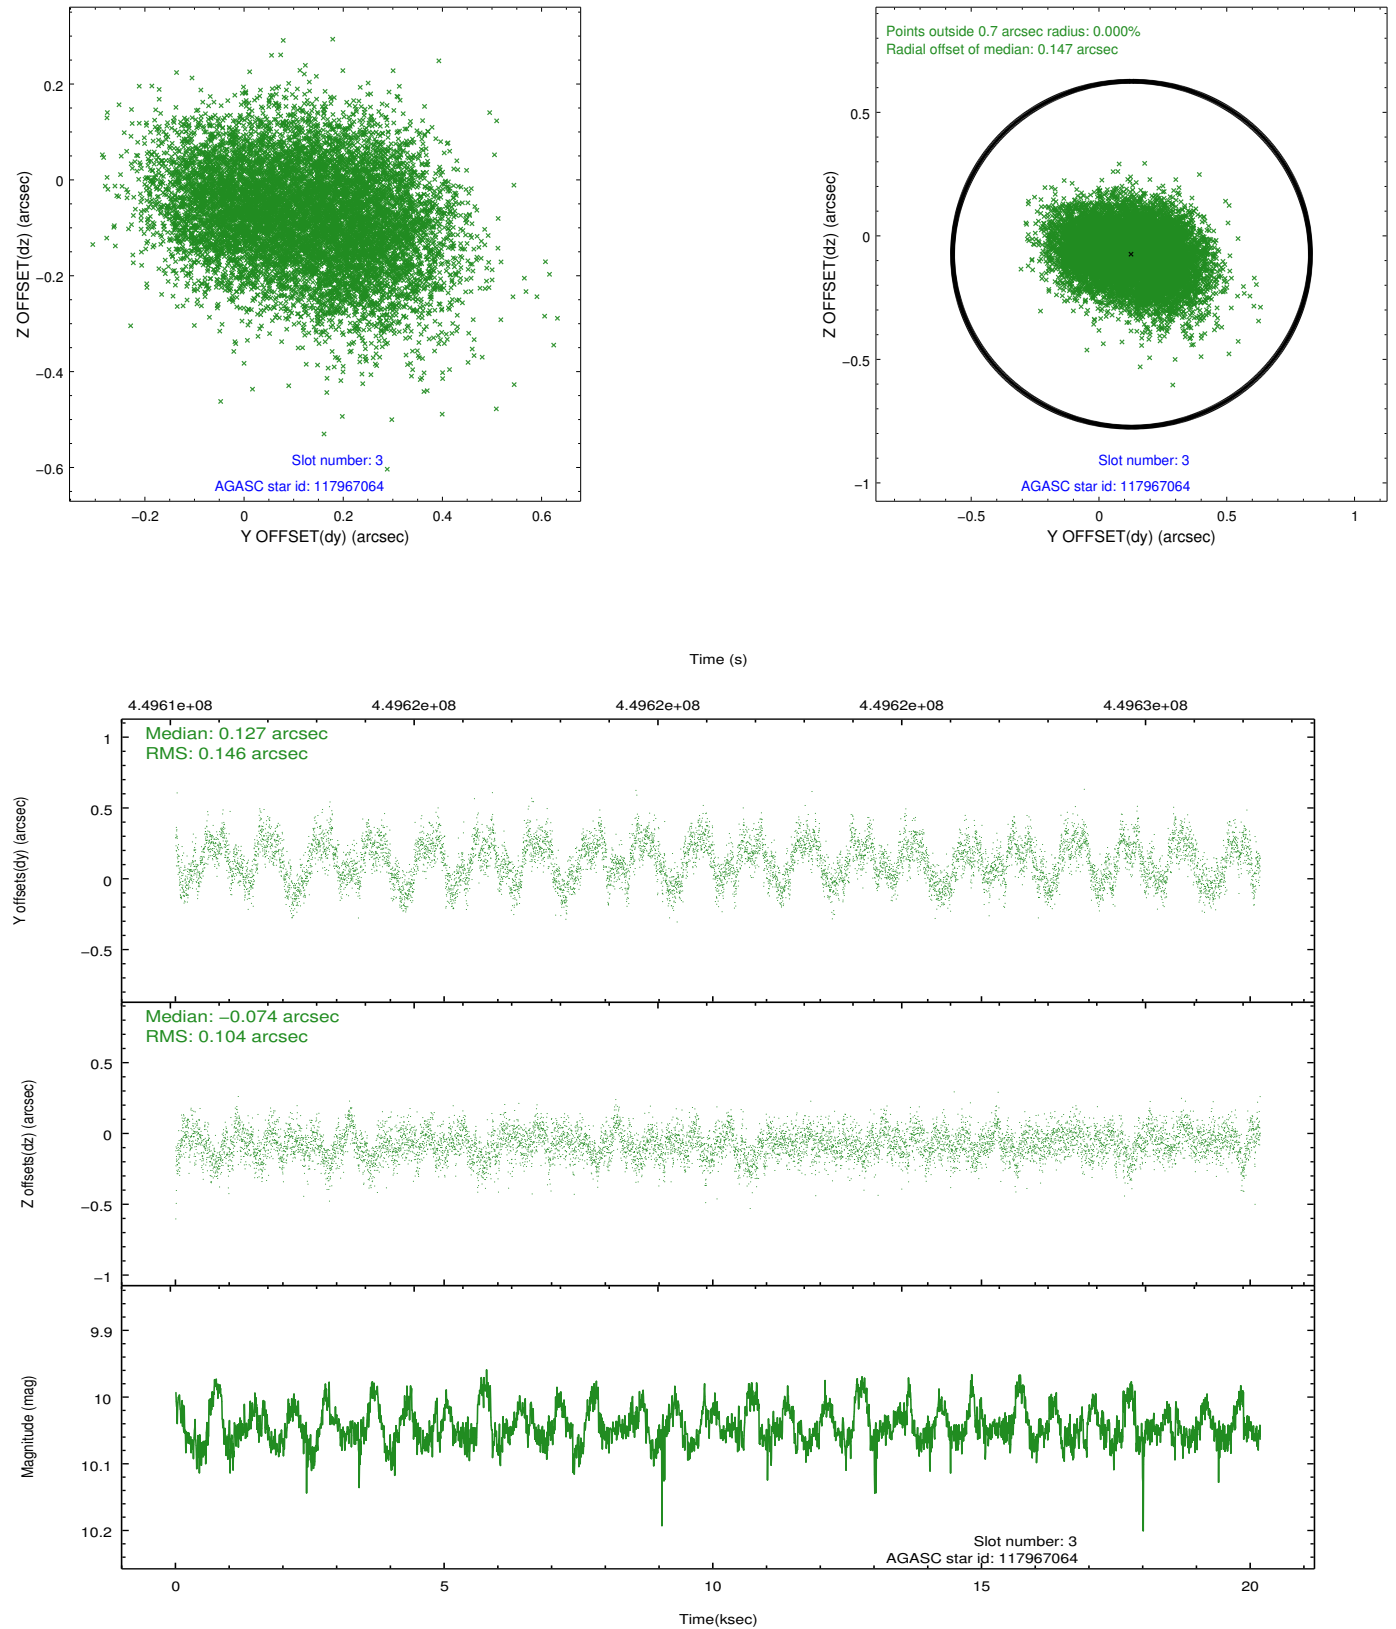 0.2
0
−0.2
−0.4
−0.6
Z OFFSET(dz) (arcsec)
Slot number: 3
AGASC star id: 117967064
−0.2 0 0.2 0.4 0.6
Y OFFSET(dy) (arcsec)
Points outside 0.7 arcsec radius: 0.000%
Radial offset of median: 0.147 arcsec
0.5
0
−0.5
−1
Z OFFSET(dz) (arcsec)
Slot number: 3
AGASC star id: 117967064
−0.5 0 0.5 1
Y OFFSET(dy) (arcsec)
Time (s)
4.4961e+08 4.4962e+08 4.4962e+08 4.4962e+08 4.4963e+08
Median: 0.127 arcsec
RMS: 0.146 arcsec
1
0.5
0
−0.5
Y offsets(dy) (arcsec)
Median: −0.074 arcsec
RMS: 0.104 arcsec
0.5
0
−0.5
−1
Z offsets(dz) (arcsec)
9.9
10
10.1
10.2
Magnitude (mag)
Slot number: 3
AGASC star id: 117967064
0 5 10 15 20
Time(ksec)